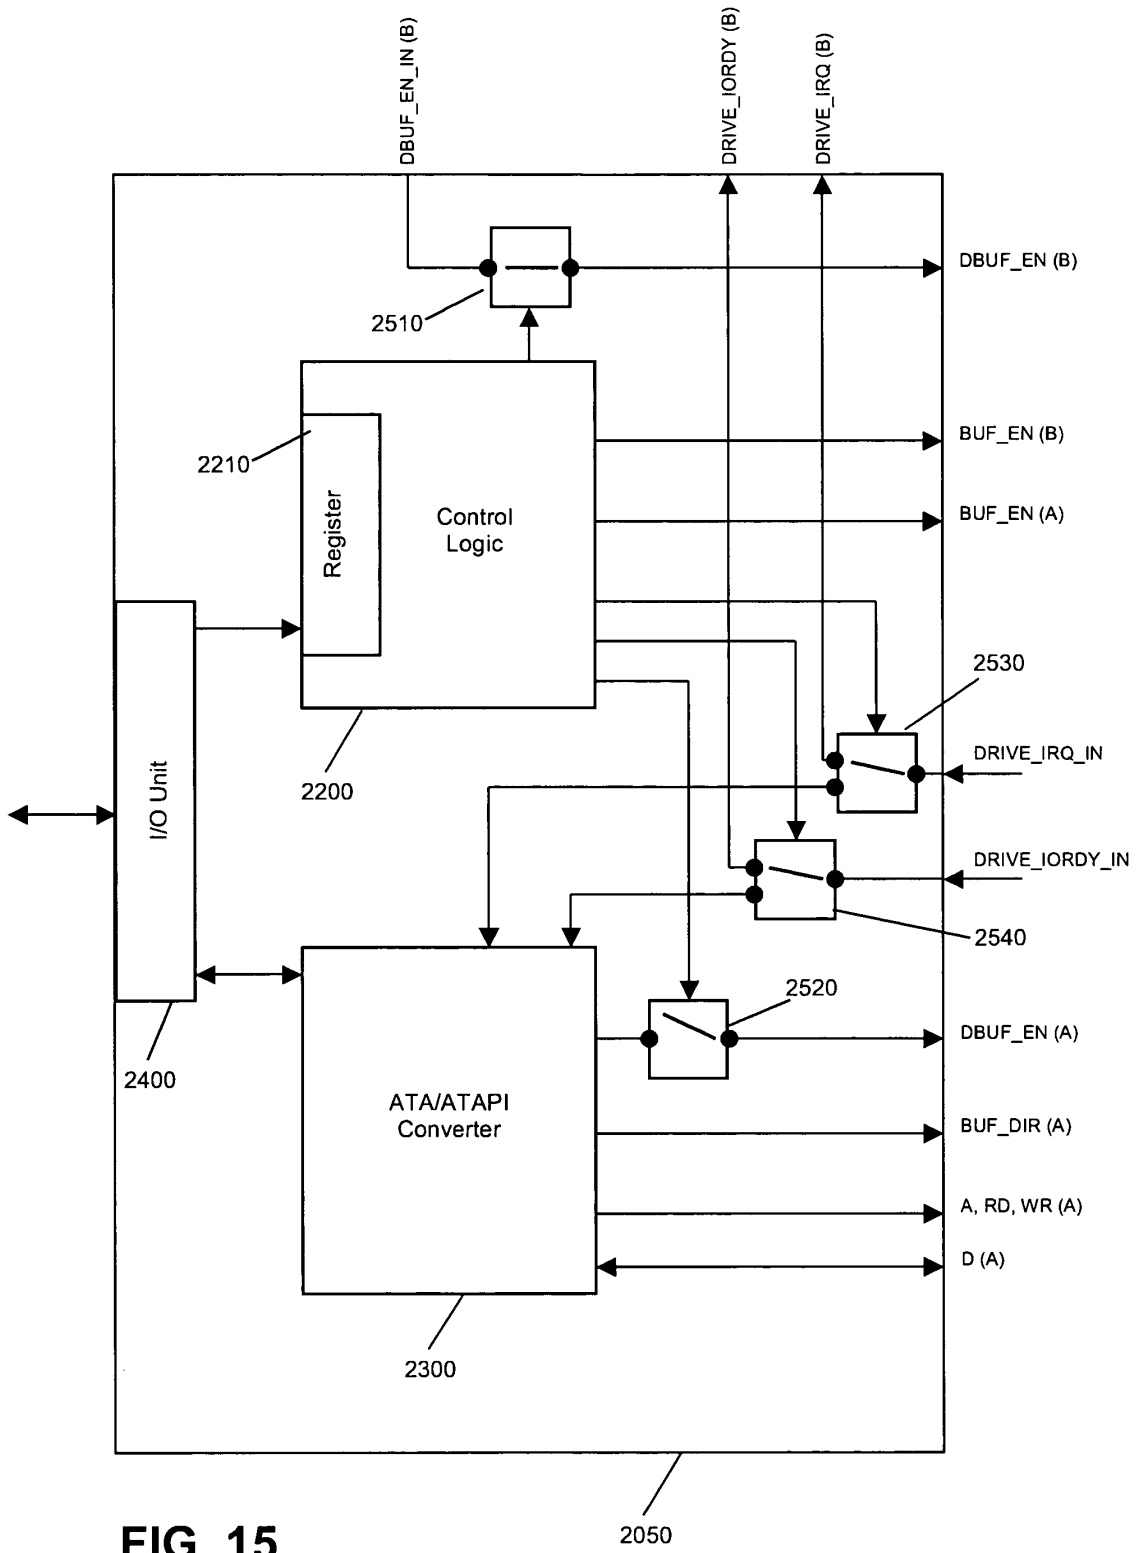 DBUF_EN_IN (B)
DRIVE_IORDY (B)
DRIVE_IRQ (B)
DBUF_EN (B)
2510
BUF_EN (B)
2210
Register
Control
Logic
BUF_EN (A)
2530
DRIVE_IRQ_IN
2200
I/O Unit
DRIVE_IORDY_IN
2540
2520
DBUF_EN (A)
2400
ATA/ATAPI
Converter
BUF_DIR (A)
A, RD, WR (A)
D (A)
2300
2050
FIG. 15